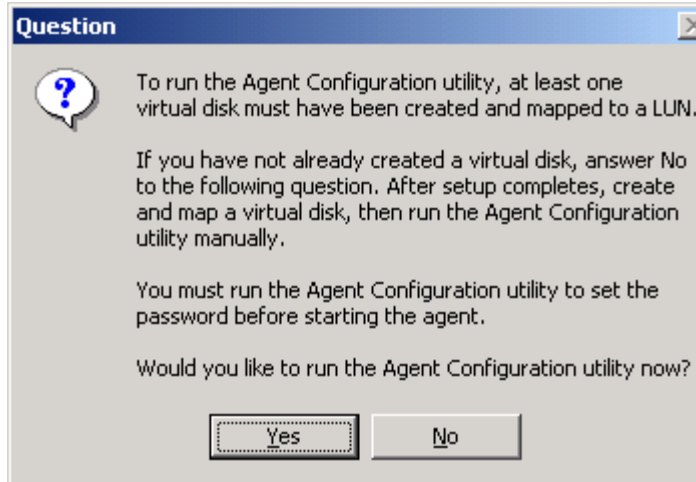 Question
To run the Agent Configuration utility, at least one
virtual disk must have been created and mapped to a LUN.
If you have not already created a virtual disk, answer No
to the following question. After setup completes, create
and map a virtual disk, then run the Agent Configuration
utility manually.
You must run the Agent Configuration utility to set the
password before starting the agent.
Would you like to run the Agent Configuration utility now?
Yes No